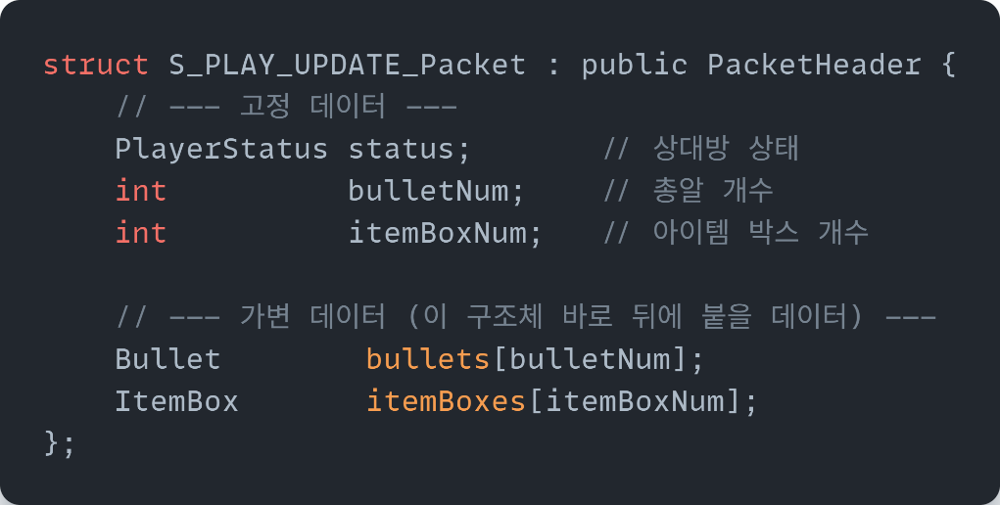 struct S_PLAY_UPDATE_Packet : public PacketHeader {
    // --- 고정 데이터 ---
    PlayerStatus status;       // 상대방 상태
    int          bulletNum;    // 총알 개수
    int          itemBoxNum;   // 아이템 박스 개수
    // --- 가변 데이터 (이 구조체 바로 뒤에 붙을 데이터) ---
    Bullet        bullets[bulletNum];
    ItemBox       itemBoxes[itemBoxNum];
};